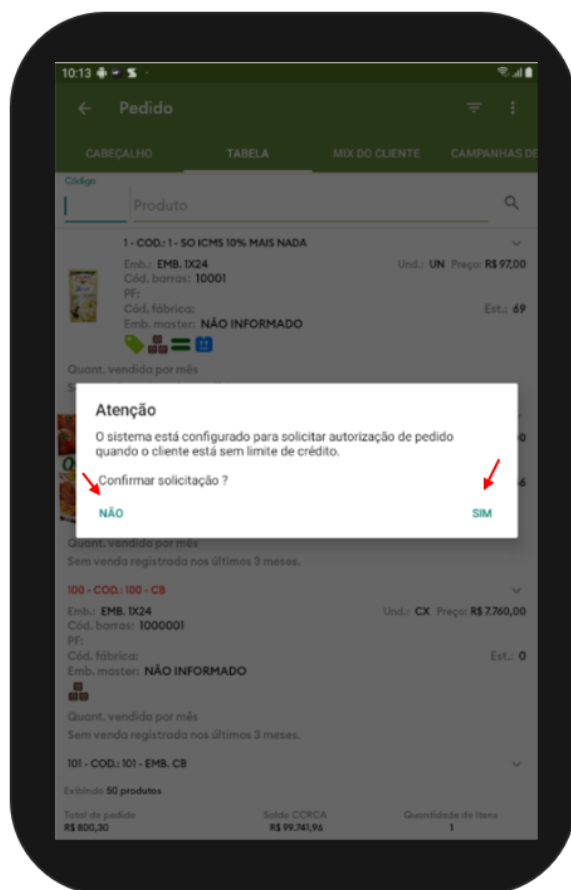 10:13
Pedido
CABEÇALHO TABELA MIX DO CLIENTE CAMPANHAS DE
Código
Produto
1 - COD.: 1 - SO ICMS 10% MAIS NADA
Emb.: EMB. 1X24 Und.: UN Preço: R$ 97,00
Cód. barras: 10001
PF:
Cód. fábrica: Est.: 69
Emb. master: NÃO INFORMADO
Quant. vendida por mês
Atenção
O sistema está configurado para solicitar autorização de pedido
quando o cliente está sem limite de crédito.
Confirmar solicitação ?
NÃO SIM
Quant. vendida por mês
Sem venda registrada nos últimos 3 meses.
100 - COD.: 100 - CB
Emb.: EMB. 1X24 Und.: CX Preço: R$ 7.760,00
Cód. barras: 1000001
PF:
Cód. fábrica: Est.: 0
Emb. master: NÃO INFORMADO
Quant. vendida por mês
Sem venda registrada nos últimos 3 meses.
101 - COD.: 101 - EMB. CB
Exibindo 50 produtos
Total do pedido Saldo CCRCA Quantidade de Itens
R$ 800,30 R$ 99.741,96 1